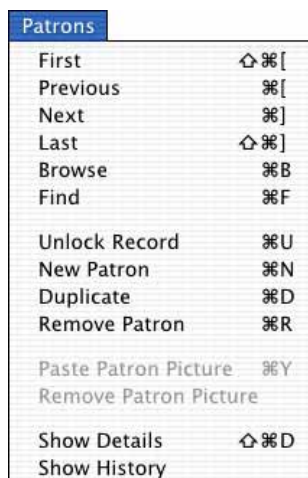 Patrons
First ⇧⌘[
Previous ⌘[
Next ⌘]
Last ⇧⌘]
Browse ⌘B
Find ⌘F
Unlock Record ⌘U
New Patron ⌘N
Duplicate ⌘D
Remove Patron ⌘R
Paste Patron Picture ⌘Y
Remove Patron Picture
Show Details ⇧⌘D
Show History